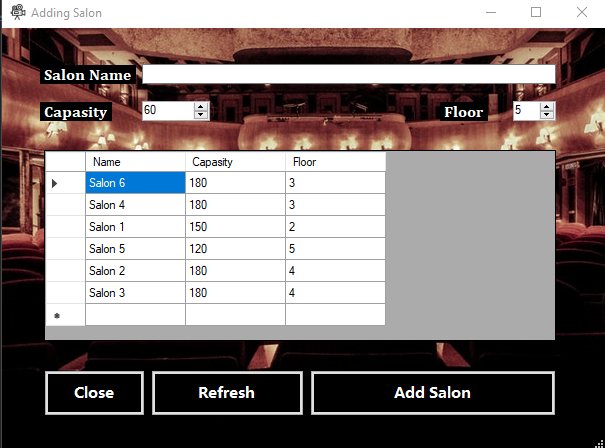 Adding Salon
Salon Name
Capasity 60 Floor 5
Name Capasity Floor
Salon 6 180 3
Salon 4 180 3
Salon 1 150 2
Salon 5 120 5
Salon 2 180 4
Salon 3 180 4
Close Refresh Add Salon